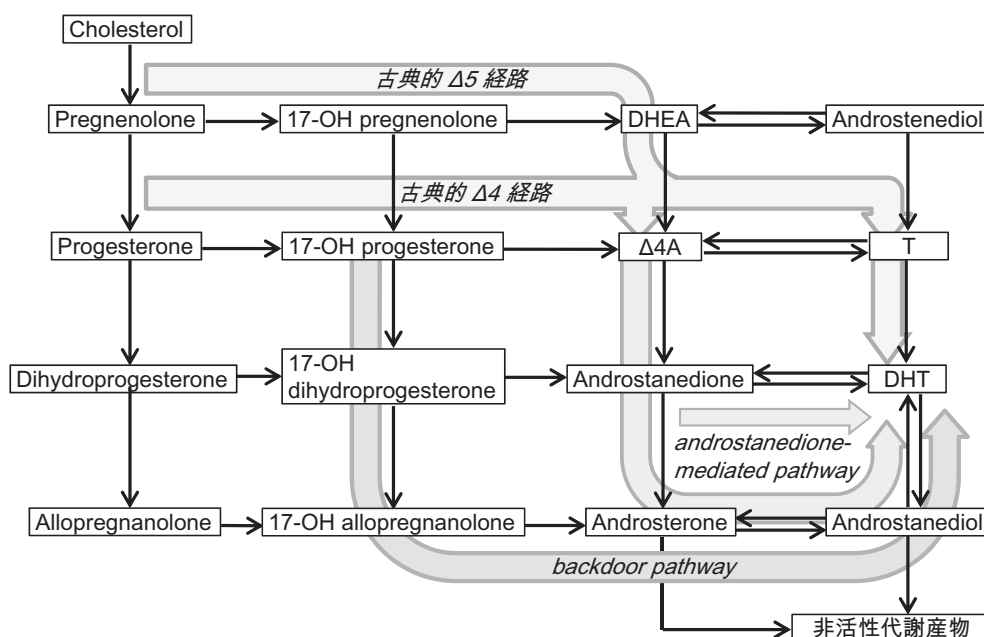 Cholesterol
古典的 Δ5 経路
Pregnenolone
17-OH pregnenolone
DHEA
Androstenediol
古典的 Δ4 経路
Progesterone
17-OH progesterone
Δ4A
T
Dihydroprogesterone
17-OH
dihydroprogesterone
Androstanedione
DHT
androstanedione-
mediated pathway
Allopregnanolone
17-OH allopregnanolone
Androsterone
Androstanediol
backdoor pathway
非活性代謝産物